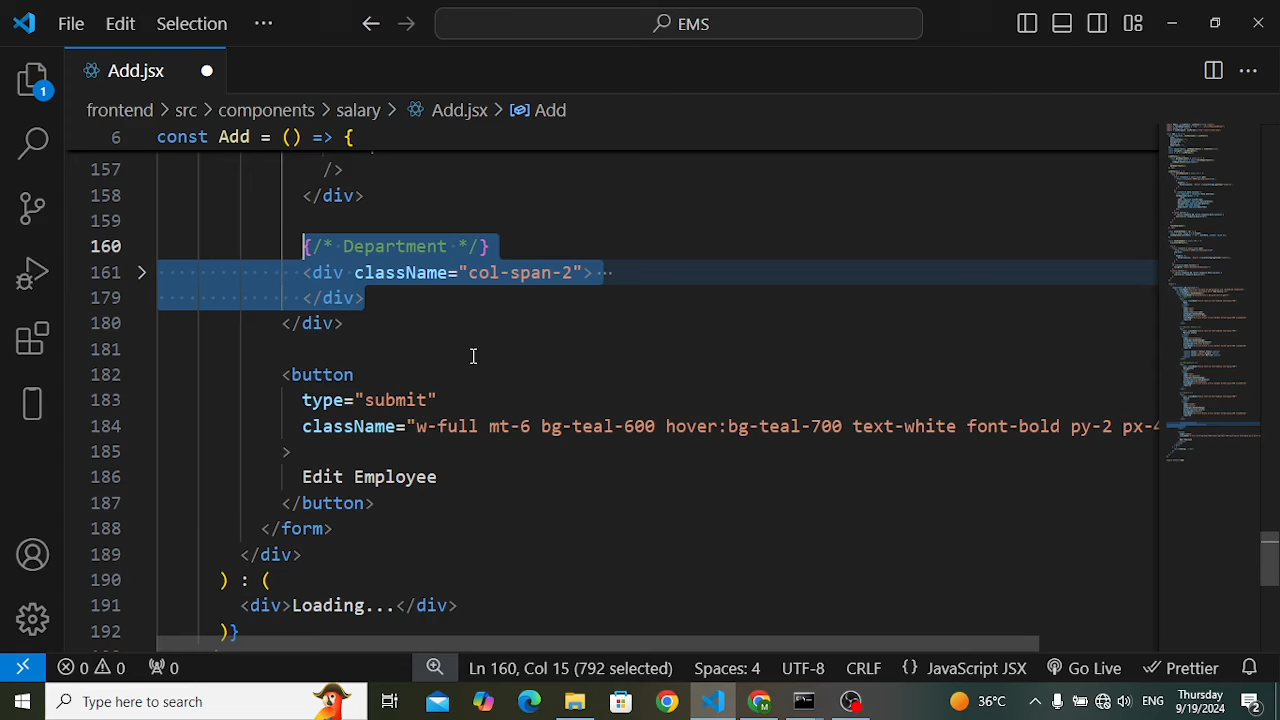 File Edit Selection ··· ← → EMS
Add.jsx
1
frontend > src > components > salary > Add.jsx > Add
6 const Add = () => {
157 />
158 </div>
159
160 {/* Department */}
161 <div className="col-span-2"> ···
179 </div>
180 </div>
181
182 <button
183 type="submit"
184 className="w-full mt-6 bg-teal-600 hover:bg-teal-700 text-white font-bold py-2 px-4
185 >
186 Edit Employee
187 </button>
188 </form>
189 </div>
190 ) : (
191 <div>Loading...</div>
192 )}
0 0 0 Ln 160, Col 15 (792 selected) Spaces: 4 UTF-8 CRLF {} JavaScript JSX Go Live Prettier
Type here to search 36°C ENG Thursday 9/19/2024 2